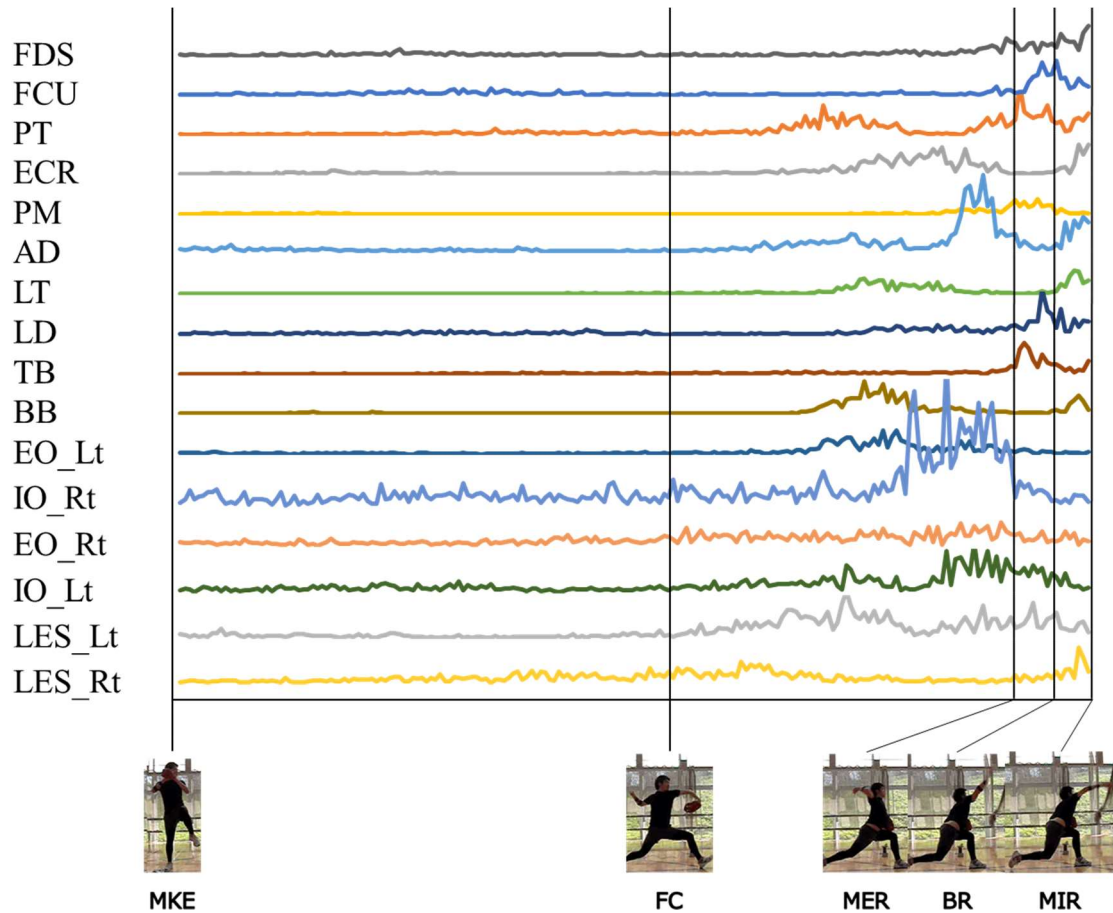 FDS
FCU
PT
ECR
PM
AD
LT
LD
TB
BB
EO_Lt
IO_Rt
EO_Rt
IO_Lt
LES_Lt
LES_Rt
MKE FC MER BR MIR